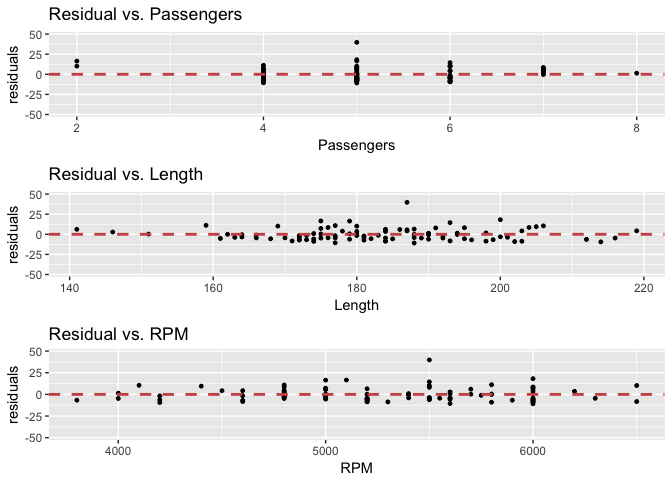 Residual vs. Passengers
50
25
0
-25
-50
residuals
2 4 6 8
Passengers
Residual vs. Length
50
25
0
-25
-50
residuals
140 160 180 200 220
Length
Residual vs. RPM
50
25
0
-25
-50
residuals
4000 5000 6000
RPM